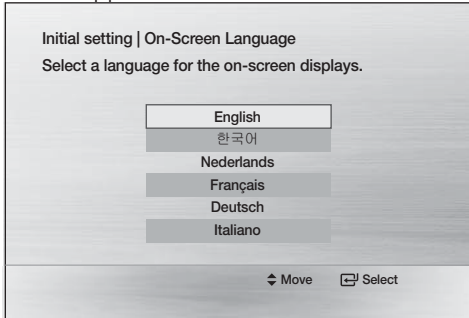 Initial setting | On-Screen Language
Select a language for the on-screen displays.
English
한국어
Nederlands
Français
Deutsch
Italiano
Move Select